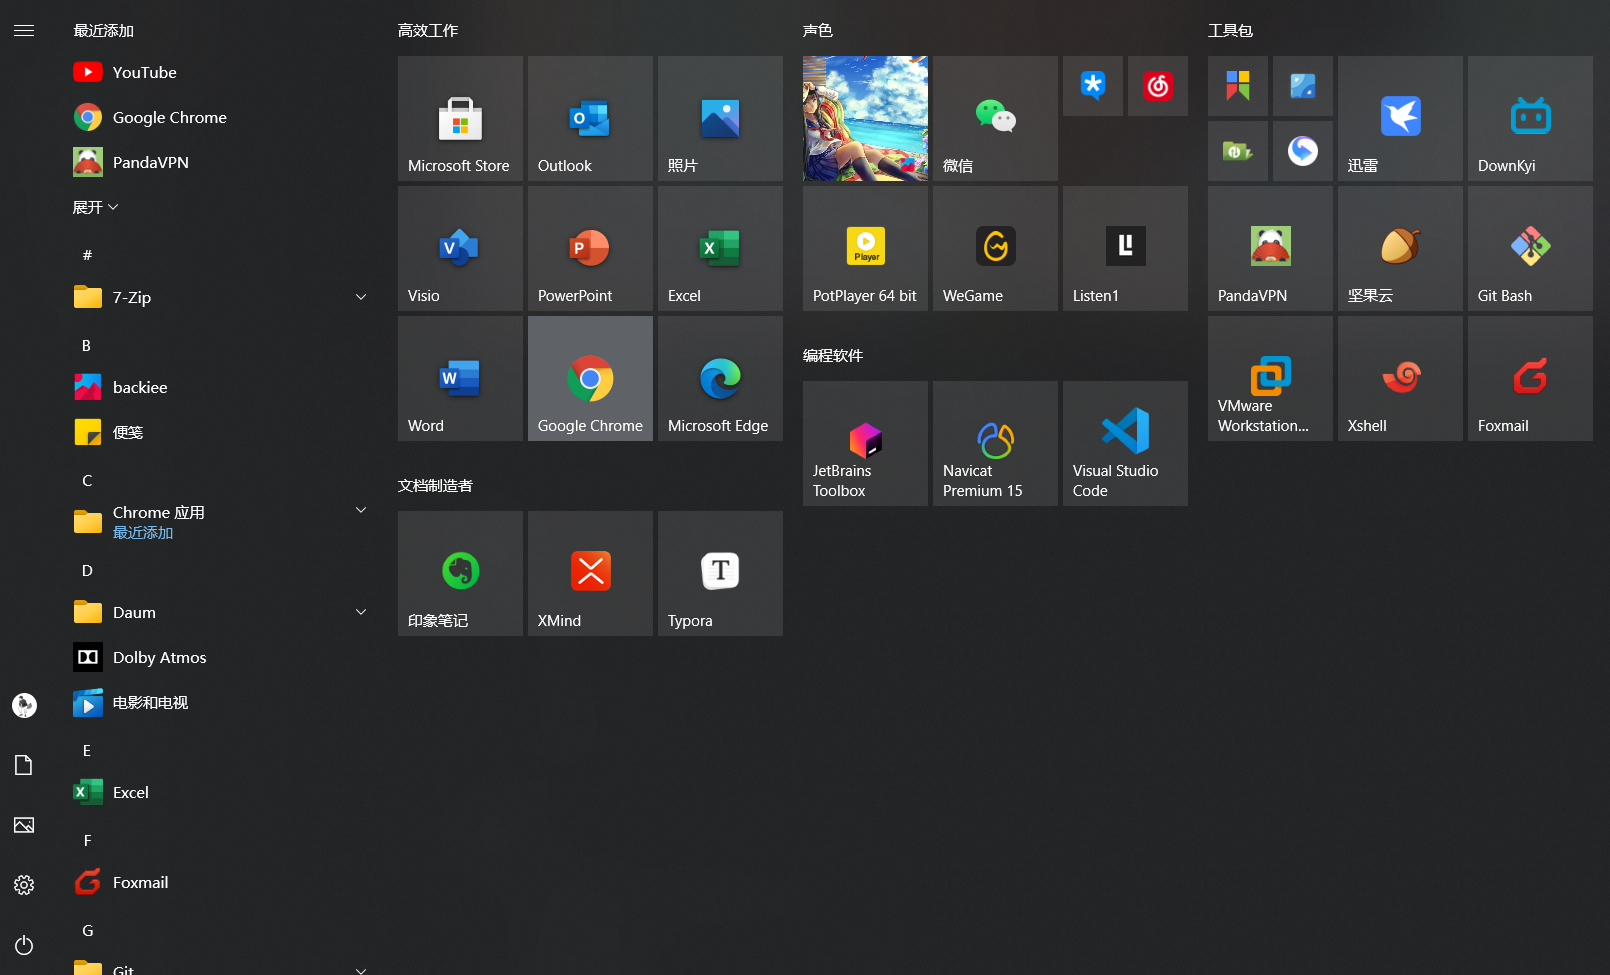 最近添加
YouTube
Google Chrome
PandaVPN
展开
#
7-Zip
B
backiee
便笺
C
Chrome 应用
最近添加
D
Daum
Dolby Atmos
电影和电视
E
Excel
F
Foxmail
G
Git
高效工作
Microsoft Store
Outlook
照片
Visio
PowerPoint
Excel
Word
Google Chrome
Microsoft Edge
文档制造者
印象笔记
XMind
Typora
声色
微信
Player
PotPlayer 64 bit
WeGame
Listen1
编程软件
JetBrains
Toolbox
Navicat
Premium 15
Visual Studio
Code
工具包
迅雷
DownKyi
PandaVPN
坚果云
Git Bash
VMware
Workstation...
Xshell
Foxmail